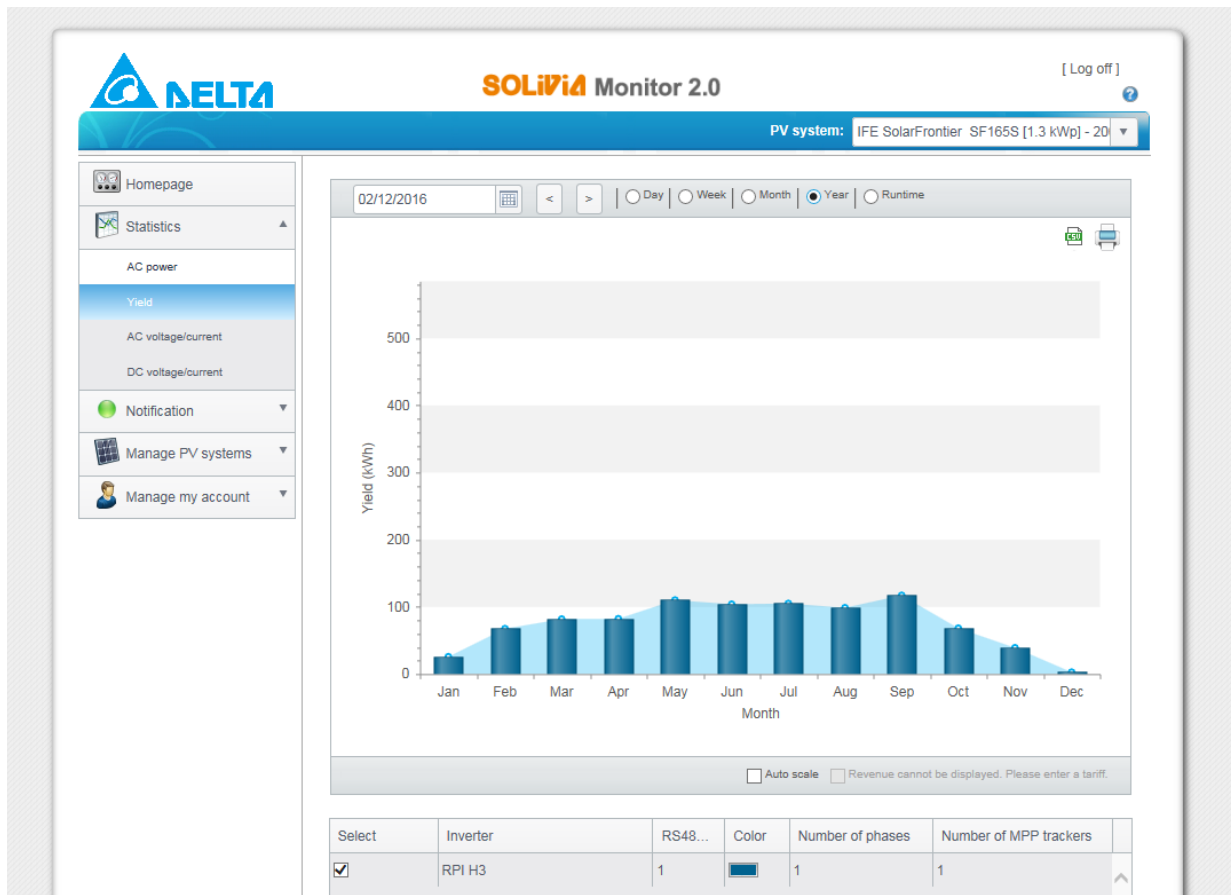 [ Log off ]
DELTA
SOLiViA Monitor 2.0
PV system: IFE SolarFrontier SF165S [1.3 kWp] - 20
Homepage
Statistics
AC power
Yield
AC voltage/current
DC voltage/current
Notification
Manage PV systems
Manage my account
02/12/2016 < > Day Week Month Year Runtime
CSV
500
400
300
200
100
0
Yield (kWh)
Jan Feb Mar Apr May Jun Jul Aug Sep Oct Nov Dec
Month
Auto scale Revenue cannot be displayed. Please enter a tariff.
Select Inverter RS48... Color Number of phases Number of MPP trackers
RPI H3 1 1 1